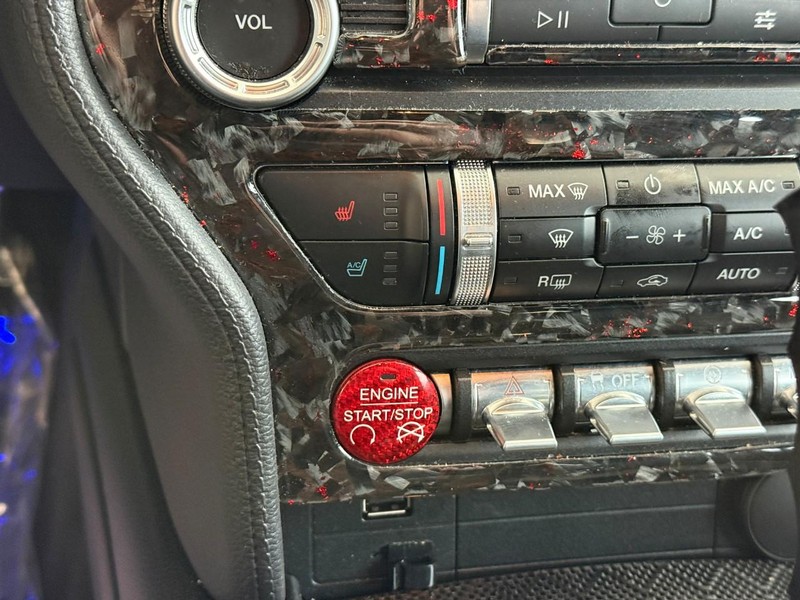 VOL
MAX
MAX A/C
A/C
- +
A/C
R
AUTO
ENGINE
START/STOP
OFF